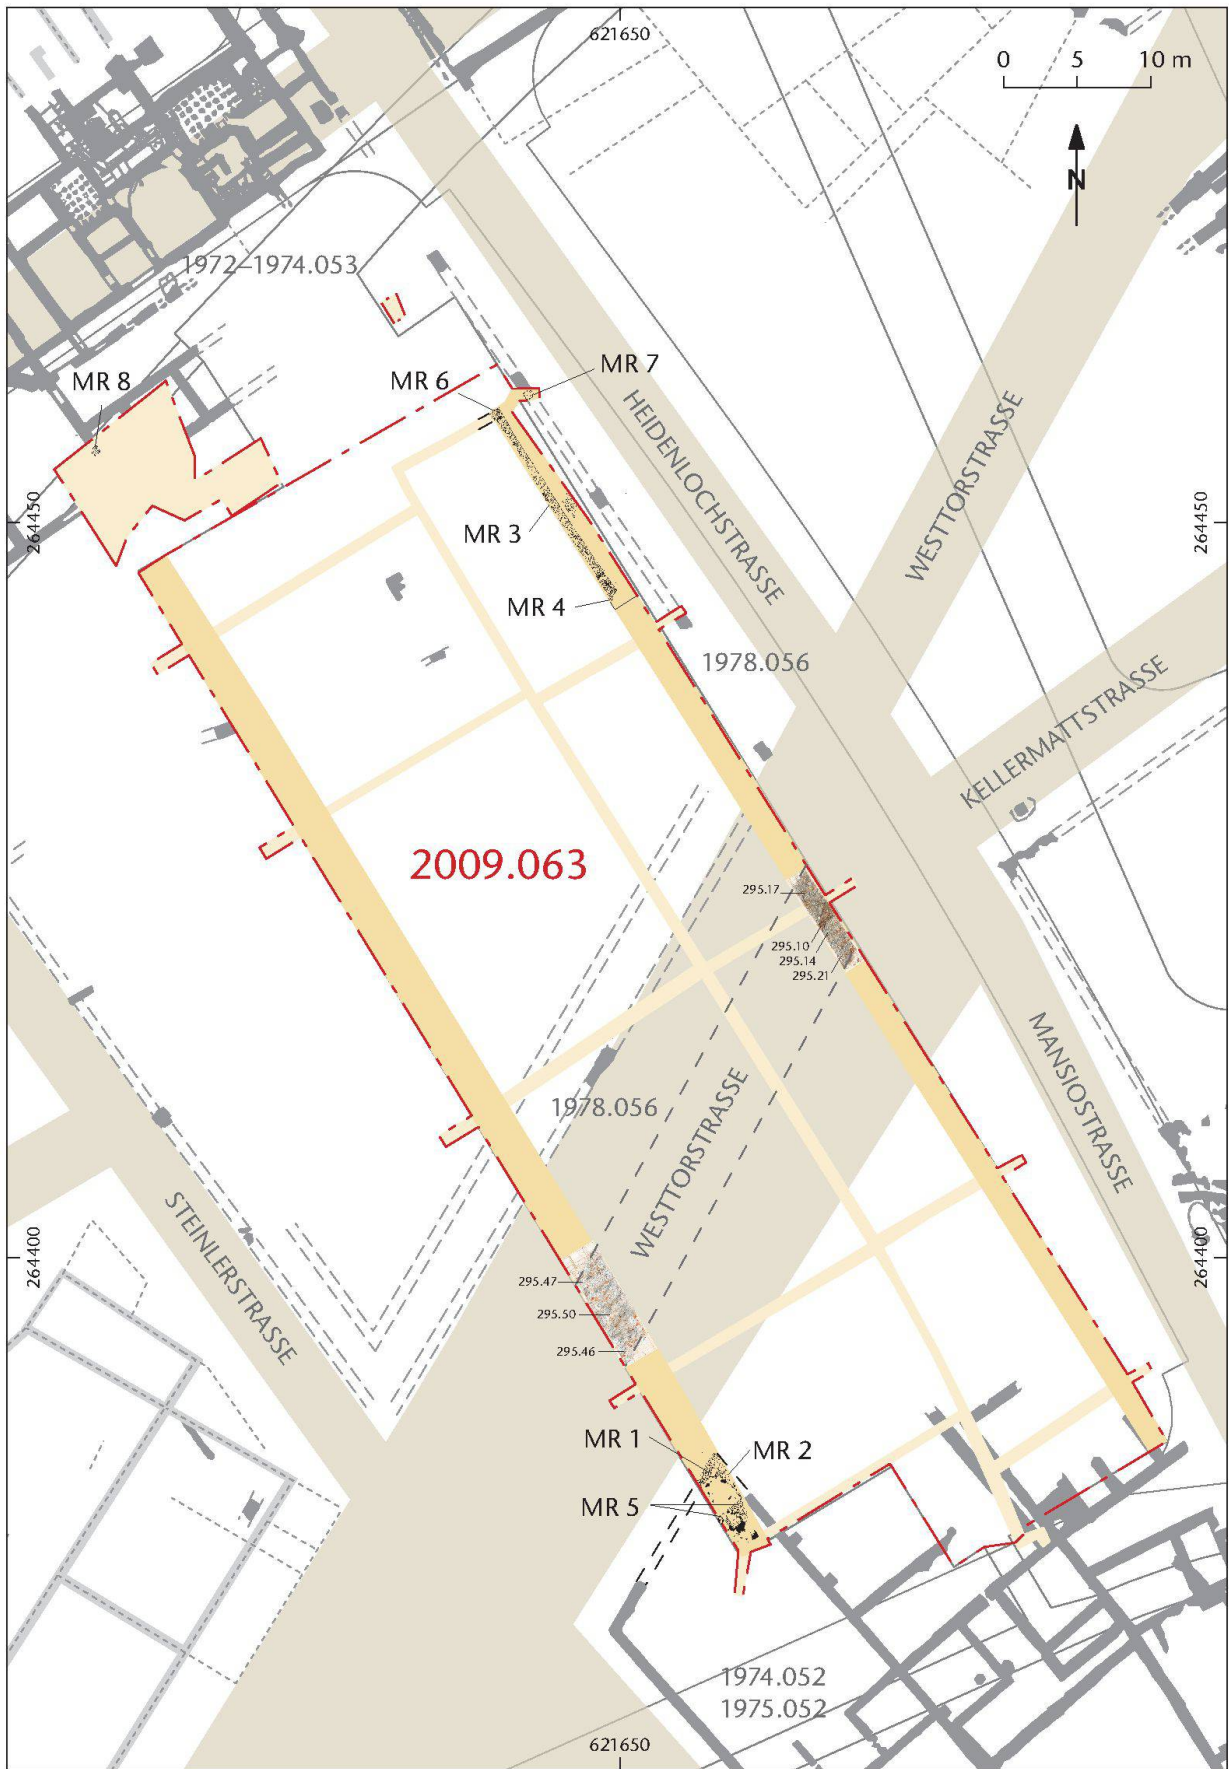 621650
0 5 10 m
N
1972–1974.053
MR 8
MR 6
MR 7
HEIDENLOCHSTRASSE
WESTTORSTRASSE
264450
264450
MR 3
MR 4
1978.056
KELLERMATTSTRASSE
2009.063
295.17
295.10
295.14
295.21
MANSIOSTRASSE
1978.056
WESTTORSTRASSE
STEINLERSTRASSE
264400
264400
295.47
295.50
295.46
MR 1
MR 2
MR 5
1974.052
1975.052
621650